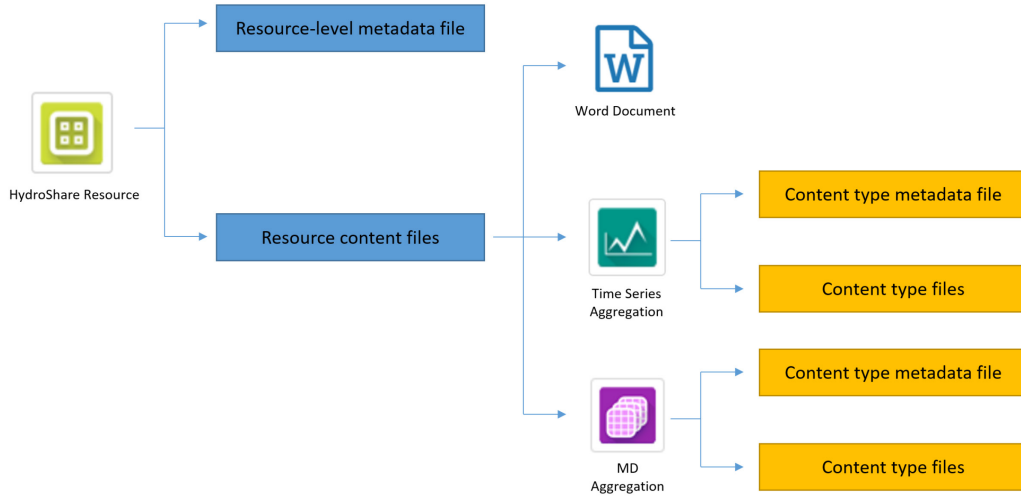 Resource-level metadata file
W
Word Document
HydroShare Resource
Content type metadata file
Resource content files
Content type files
Time Series
Aggregation
Content type metadata file
MD
Aggregation
Content type files